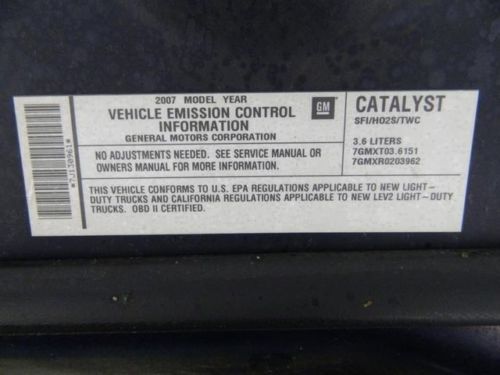 2007 MODEL YEAR
VEHICLE EMISSION CONTROL
INFORMATION
GENERAL MOTORS CORPORATION
GM
CATALYST
SFI/HO2S/TWC
3.6 LITERS
7GMXT03.6151
7GMXR0203962
NO ADJUSTMENTS NEEDED. SEE SERVICE MANUAL OR
OWNERS MANUAL FOR MORE INFORMATION.
THIS VEHICLE CONFORMS TO U.S. EPA REGULATIONS APPLICABLE TO NEW LIGHT-
DUTY TRUCKS AND CALIFORNIA REGULATIONS APPLICABLE TO NEW LEV2 LIGHT-DUTY
TRUCKS. OBD II CERTIFIED.